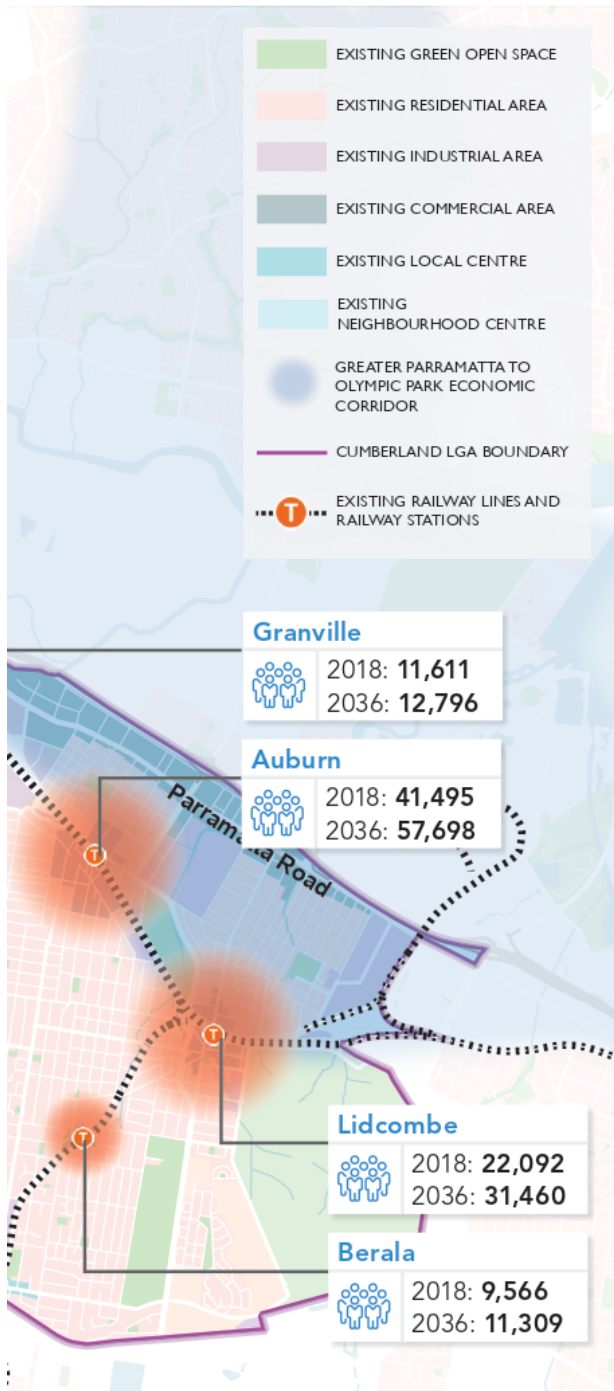 EXISTING GREEN OPEN SPACE
EXISTING RESIDENTIAL AREA
EXISTING INDUSTRIAL AREA
EXISTING COMMERCIAL AREA
EXISTING LOCAL CENTRE
EXISTING
NEIGHBOURHOOD CENTRE
GREATER PARRAMATTA TO
OLYMPIC PARK ECONOMIC
CORRIDOR
CUMBERLAND LGA BOUNDARY
T
EXISTING RAILWAY LINES AND
RAILWAY STATIONS
Granville
2018: 11,611
2036: 12,796
Auburn
2018: 41,495
2036: 57,698
Parramatta Road
T
T
T
Lidcombe
2018: 22,092
2036: 31,460
Berala
2018: 9,566
2036: 11,309